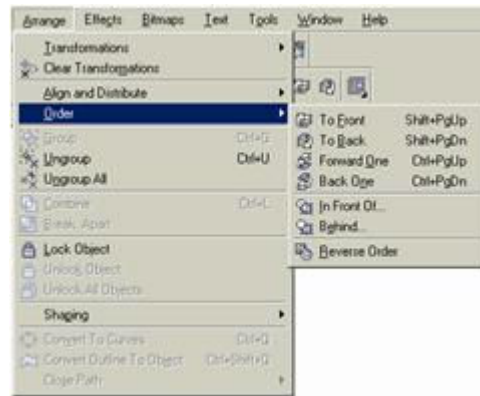 Arrange Effects Bitmaps Text Tools Window Help
Transformations
Clear Transformations
Align and Distribute
Order
Group Ctrl+G
Ungroup Ctrl+U
Ungroup All
Combine Ctrl+L
Break Apart
Lock Object
Unlock Object
Unlock All Objects
Shaping
Convert To Curves Ctrl+Q
Convert Outline To Object Ctrl+Shift+Q
Close Path
To Front Shift+PgUp
To Back Shift+PgDn
Forward One Ctrl+PgUp
Back One Ctrl+PgDn
In Front Of...
Behind...
Reverse Order